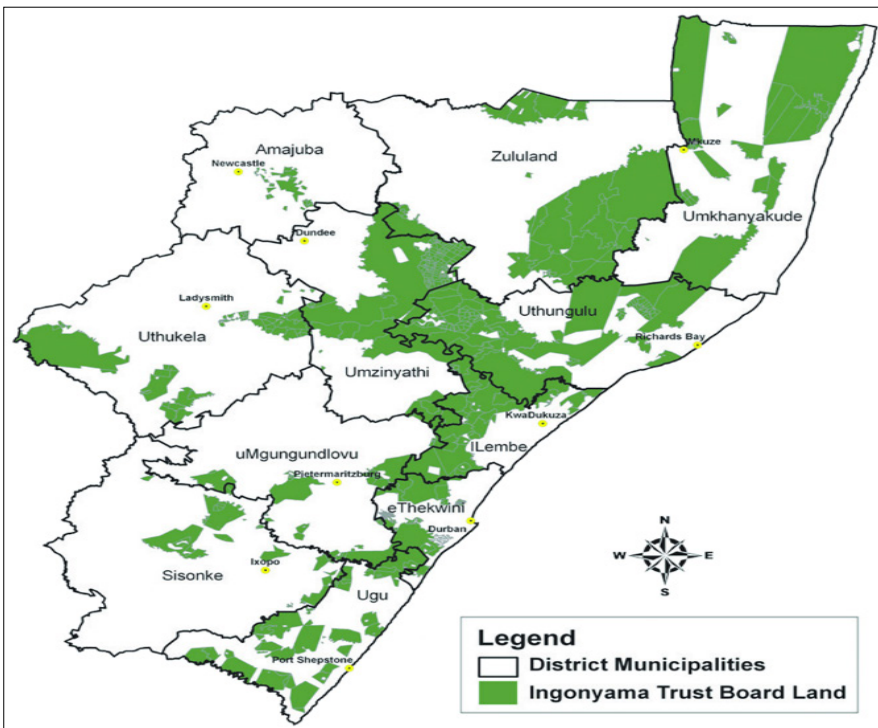 Amajuba
Newcastle
Zululand
Mkuze
Umkhanyakude
Dundee
Ladysmith
Uthungulu
Uthukela
Richards Bay
Umzinyathi
KwaDukuza
ILembe
uMgungundlovu
Pietermaritzburg
eThekwini
Durban
Ixopo
Sisonke
Ugu
Port Shepstone
N
W
E
S
Legend
District Municipalities
Ingonyama Trust Board Land